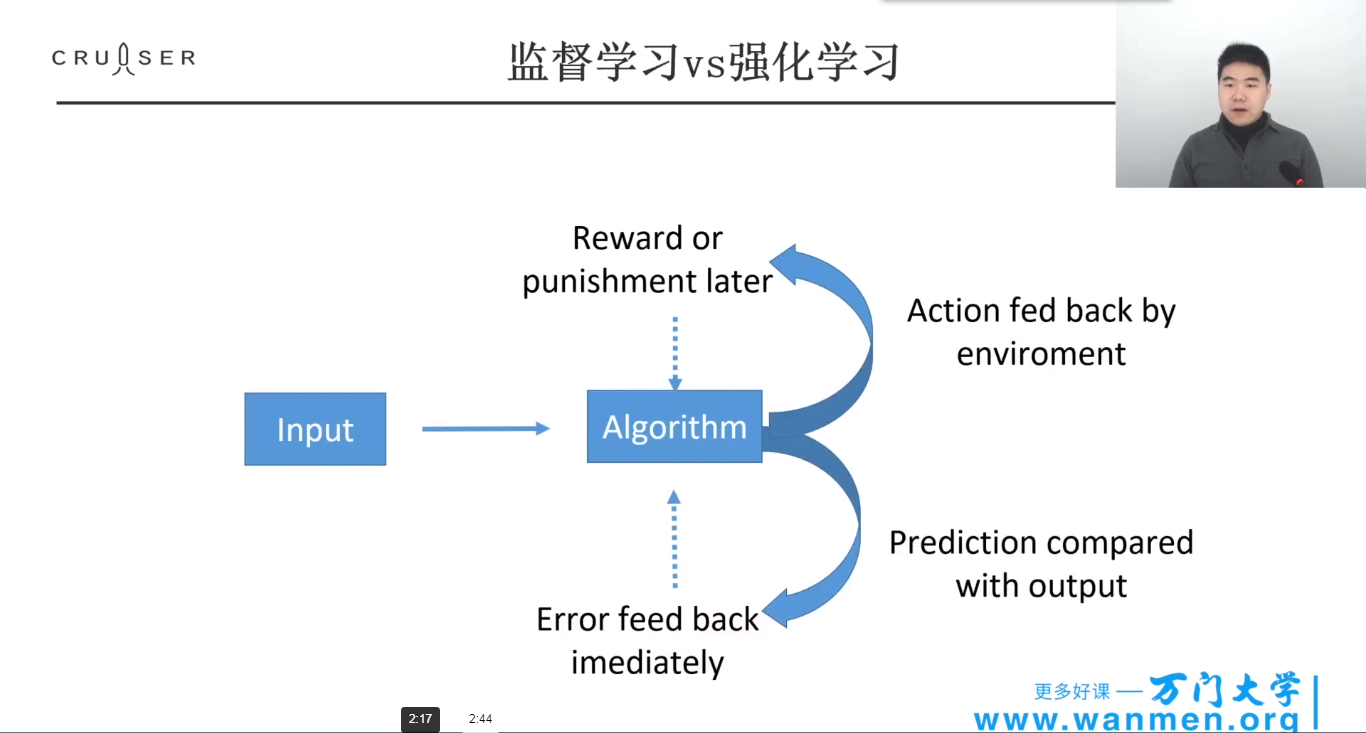 CRUISER
监督学习vs强化学习
Reward or
punishment later
Action fed back by
enviroment
Input
Algorithm
Prediction compared
with output
Error feed back
imediately
更多好课 — 万门大学
www.wanmen.org
2:17
2:44